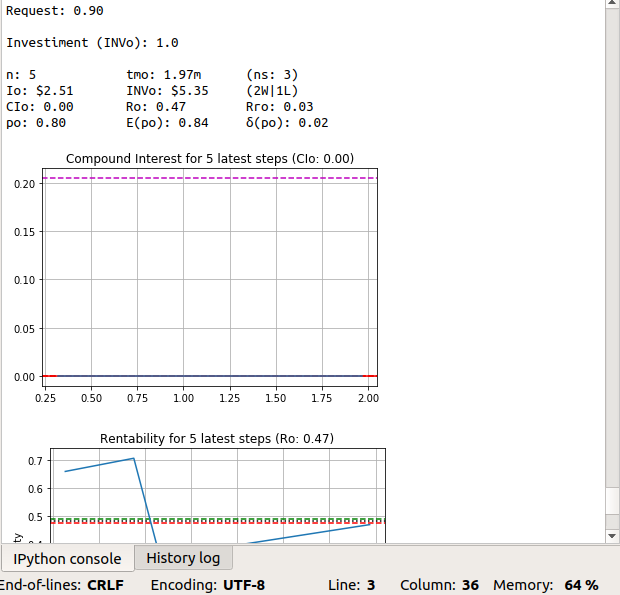 Request: 0.90
Investiment (INVo): 1.0
n: 5 tmo: 1.97m (ns: 3)
Io: $2.51 INVo: $5.35 (2W|1L)
CIo: 0.00 Ro: 0.47 Rro: 0.03
po: 0.80 E(po): 0.84 δ(po): 0.02
Compound Interest for 5 latest steps (CIo: 0.00)
0.20
0.15
0.10
0.05
0.00
0.25 0.50 0.75 1.00 1.25 1.50 1.75 2.00
Rentability for 5 latest steps (Ro: 0.47)
0.7
0.6
0.5
IPython console History log
End-of-lines: CRLF Encoding: UTF-8 Line: 3 Column: 36 Memory: 64 %